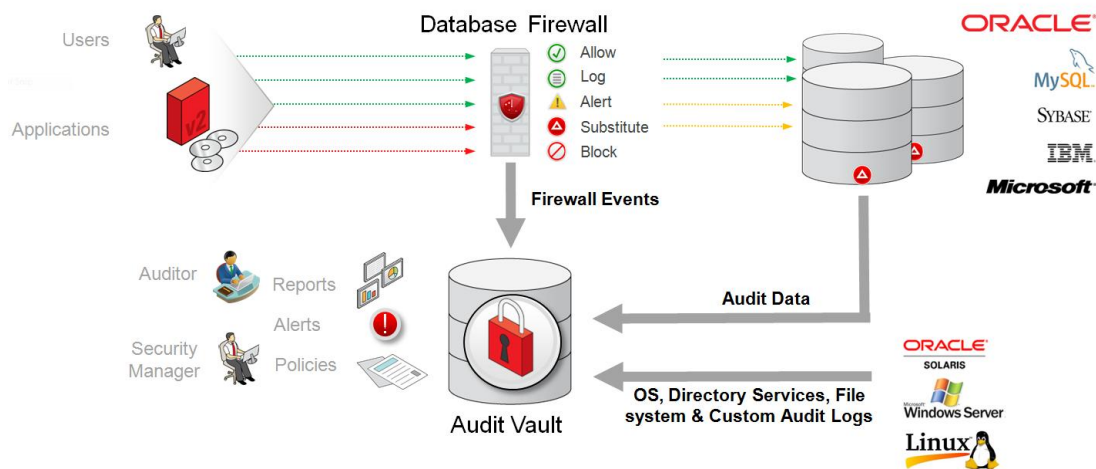 Database Firewall
Users
Applications
v2
Allow
Log
Alert
Substitute
Block
ORACLE
MySQL
SYBASE
IBM
Microsoft
Firewall Events
Auditor
Reports
Alerts
Security
Manager
Policies
Audit Vault
Audit Data
OS, Directory Services, File
system & Custom Audit Logs
ORACLE
SOLARIS
Microsoft
Windows Server
Linux